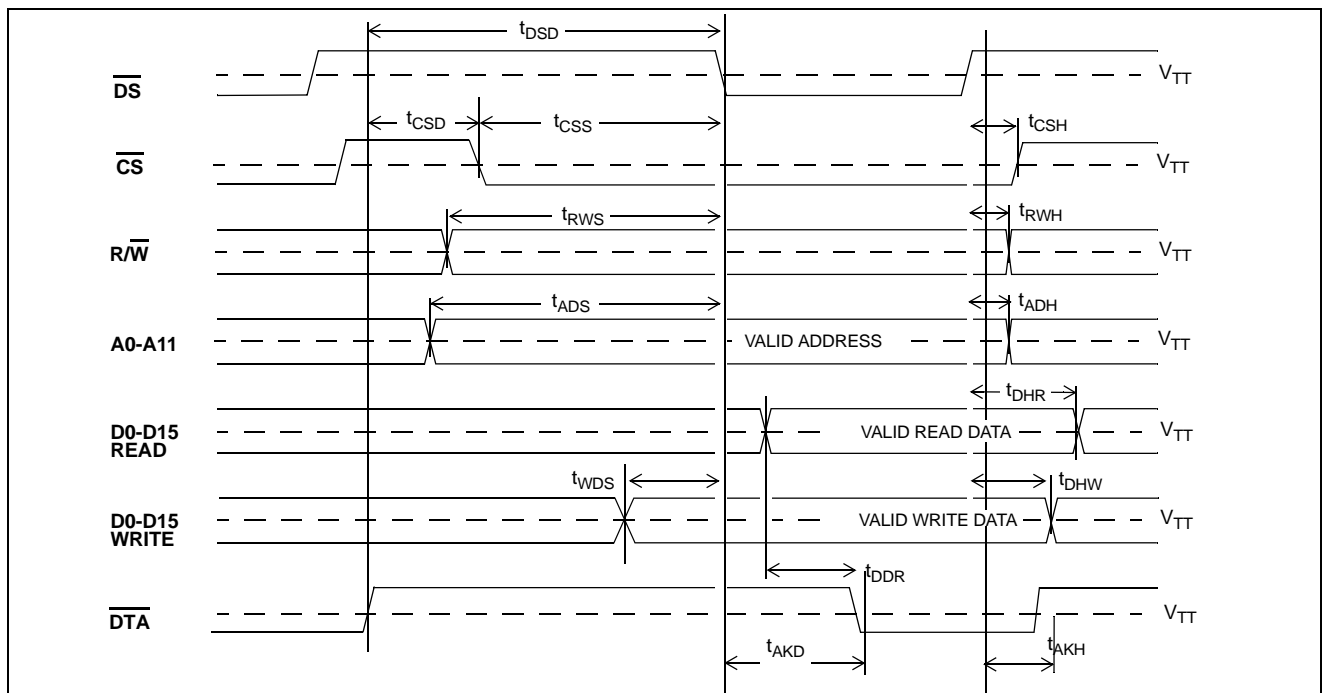 tDSD
DS
VTT
tCSD
tCSS
tCSH
CS
VTT
tRWS
tRWH
R/W
VTT
tADS
tADH
A0-A11
VALID ADDRESS
VTT
tDHR
D0-D15
READ
VALID READ DATA
VTT
tWDS
tDHW
D0-D15
WRITE
VALID WRITE DATA
VTT
tDDR
DTA
VTT
tAKD
tAKH